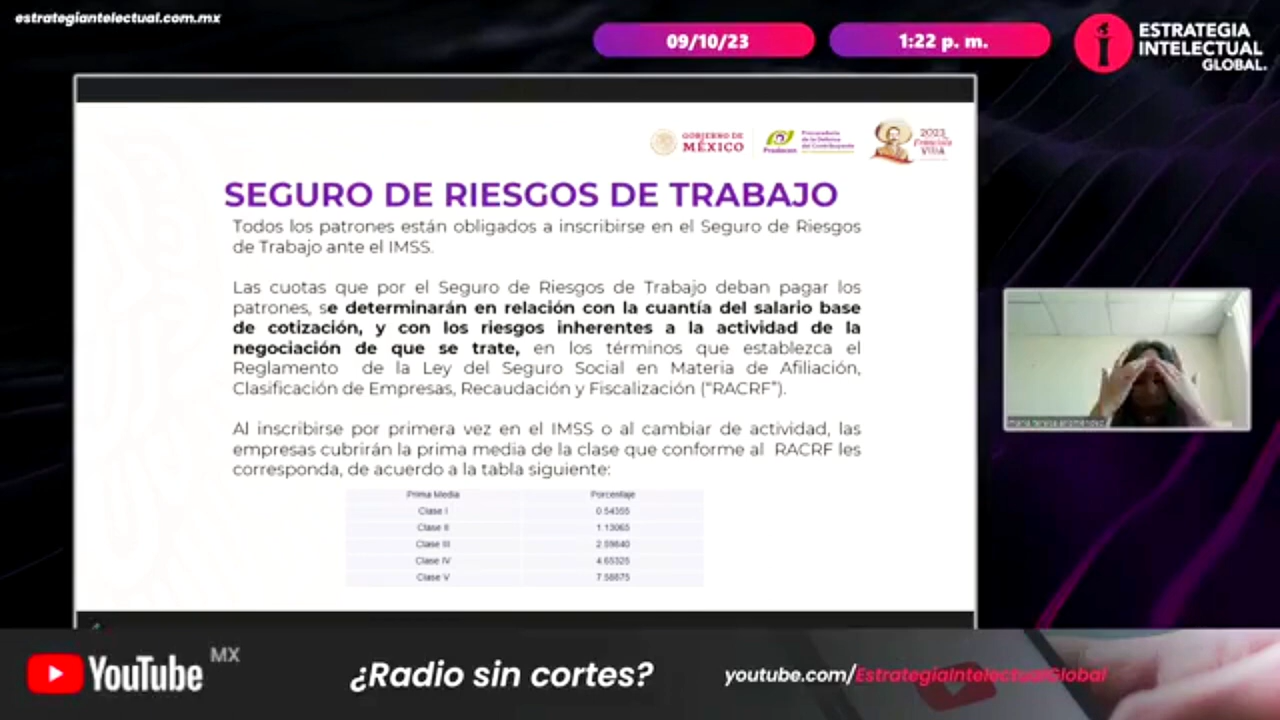 estrategiantelectual.com.mx
09/10/23
1:22 p. m.
ESTRATEGIA
INTELECTUAL
GLOBAL.
GOBIERNO DE
MÉXICO
Prodecon
Procuraduría
de la Defensa
del Contribuyente
2023
Francisco
VILLA
SEGURO DE RIESGOS DE TRABAJO
Todos los patrones están obligados a inscribirse en el Seguro de Riesgos
de Trabajo ante el IMSS.
Las cuotas que por el Seguro de Riesgos de Trabajo deban pagar los
patrones, se determinarán en relación con la cuantía del salario base
de cotización, y con los riesgos inherentes a la actividad de la
negociación de que se trate, en los términos que establezca el
Reglamento de la Ley del Seguro Social en Materia de Afiliación,
Clasificación de Empresas, Recaudación y Fiscalización (“RACRF”).
Al inscribirse por primera vez en el IMSS o al cambiar de actividad, las
empresas cubrirán la prima media de la clase que conforme al RACRF les
corresponda, de acuerdo a la tabla siguiente:
Prima Media Porcentaje
Clase I 0.54355
Clase II 1.13065
Clase III 2.59840
Clase IV 4.65325
Clase V 7.58875
YouTube MX
¿Radio sin cortes?
youtube.com/EstrategiaIntelectualGlobal